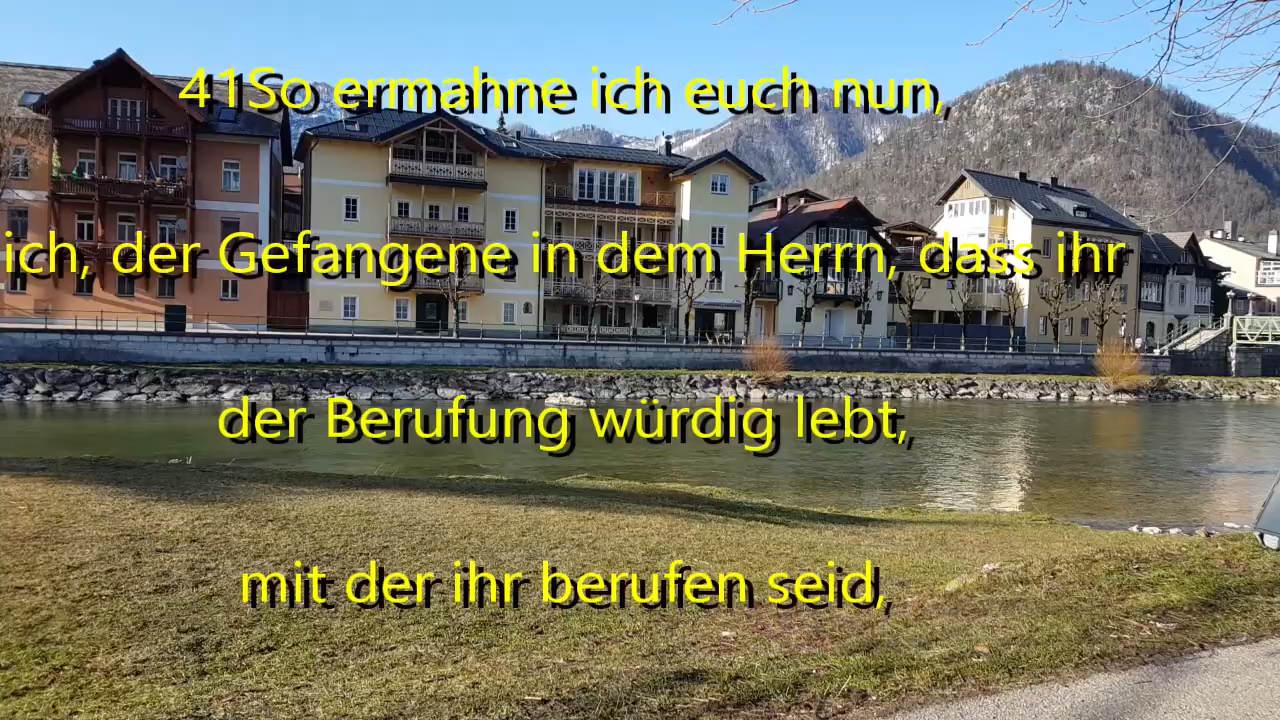 41So ermahne ich euch nun,
ich, der Gefangene in dem Herrn, dass ihr
der Berufung würdig lebt,
mit der ihr berufen seid,